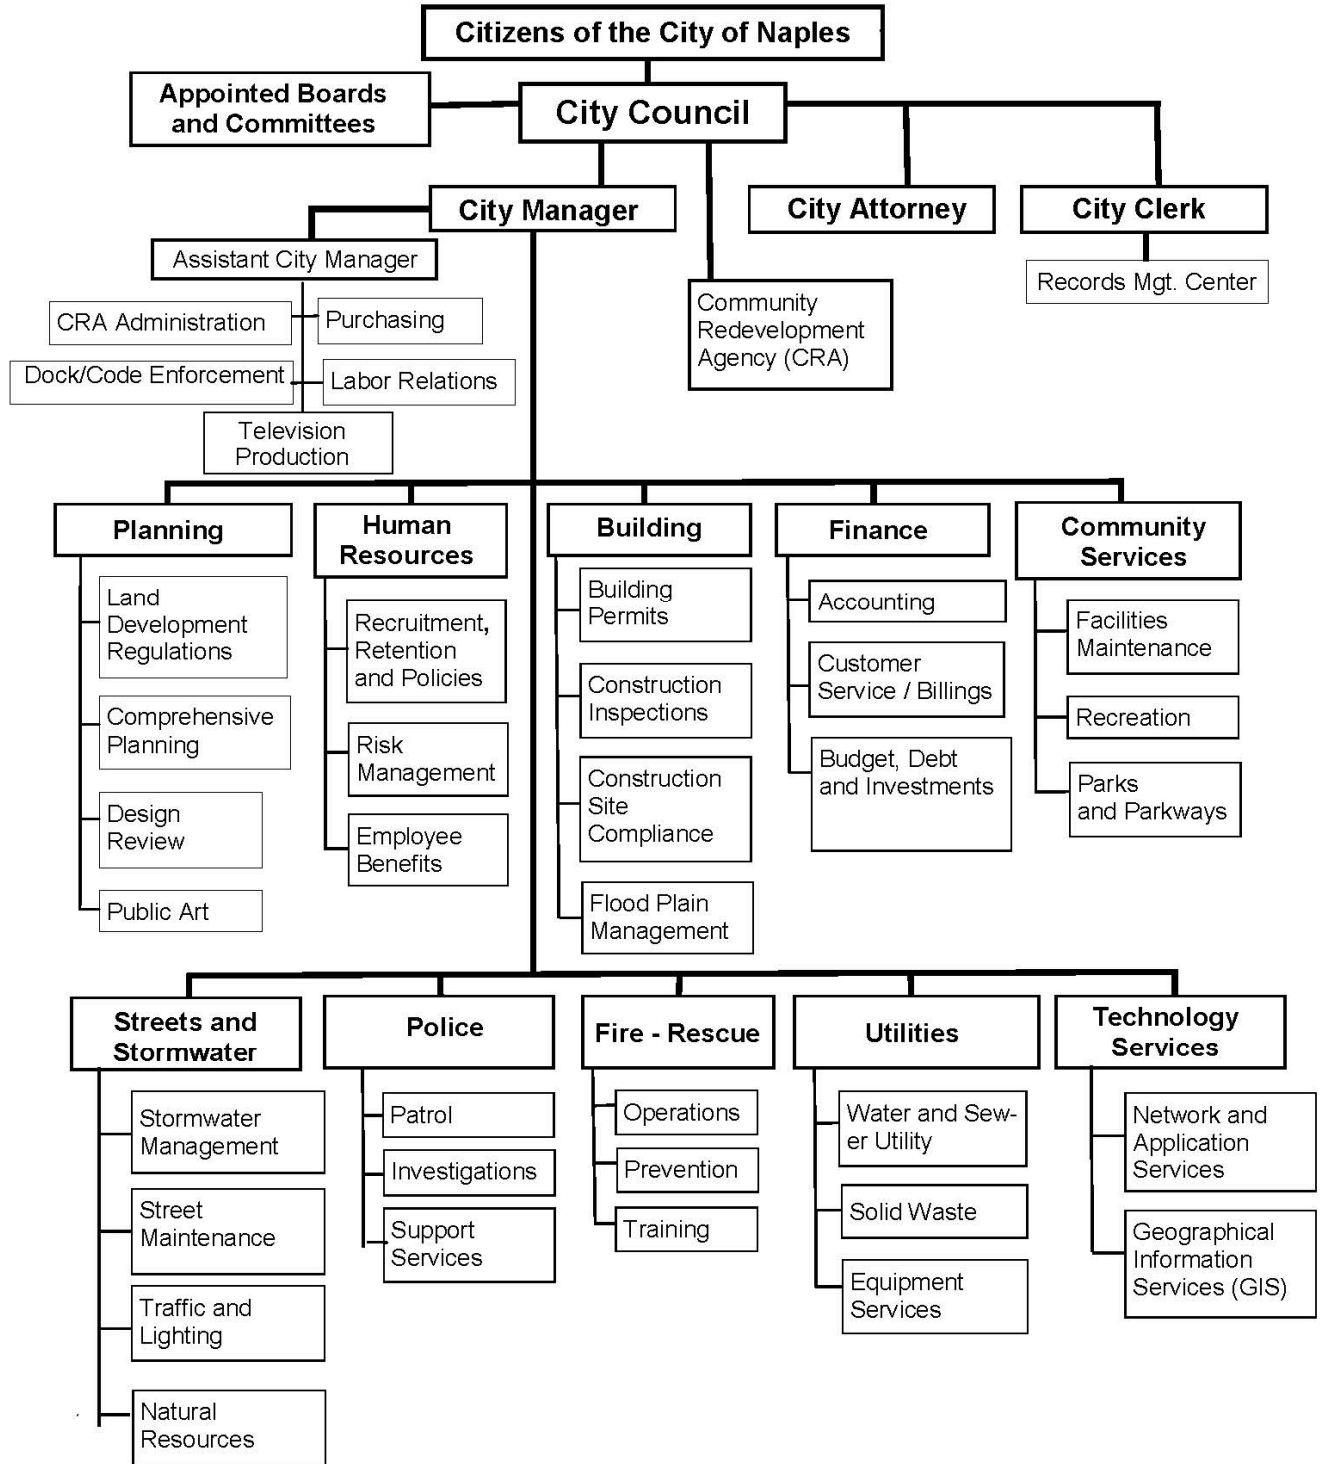 Citizens of the City of Naples
Appointed Boards
and Committees
City Council
City Manager
City Attorney
City Clerk
Assistant City Manager
Records Mgt. Center
CRA Administration
Purchasing
Community
Redevelopment
Agency (CRA)
Dock/Code Enforcement
Labor Relations
Television
Production
Planning
Land
Development
Regulations
Comprehensive
Planning
Design
Review
Public Art
Human
Resources
Recruitment,
Retention
and Policies
Risk
Management
Employee
Benefits
Building
Building
Permits
Construction
Inspections
Construction
Site
Compliance
Flood Plain
Management
Finance
Accounting
Customer
Service / Billings
Budget, Debt
and Investments
Community
Services
Facilities
Maintenance
Recreation
Parks
and Parkways
Streets and
Stormwater
Stormwater
Management
Street
Maintenance
Traffic and
Lighting
Natural
Resources
Police
Patrol
Investigations
Support
Services
Fire - Rescue
Operations
Prevention
Training
Utilities
Water and Sew-
er Utility
Solid Waste
Equipment
Services
Technology
Services
Network and
Application
Services
Geographical
Information
Services (GIS)